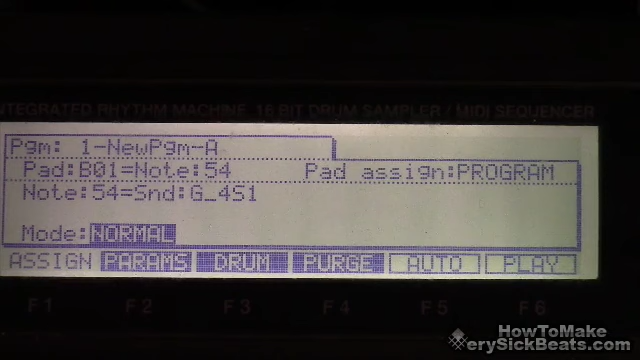 INTEGRATED RHYTHM MACHINE 16 BIT DRUM SAMPLER / MIDI SEQUENCER
Pgm: 1-NewPgm-A
Pad:B01=Note:54 Pad assign:PROGRAM
Note:54=Snd:G_4S1
Mode:NORMAL
ASSIGN PARAMS DRUM PURGE AUTO PLAY
F1 F2 F3 F4 F5 F6
HowToMake
erySickBeats.com